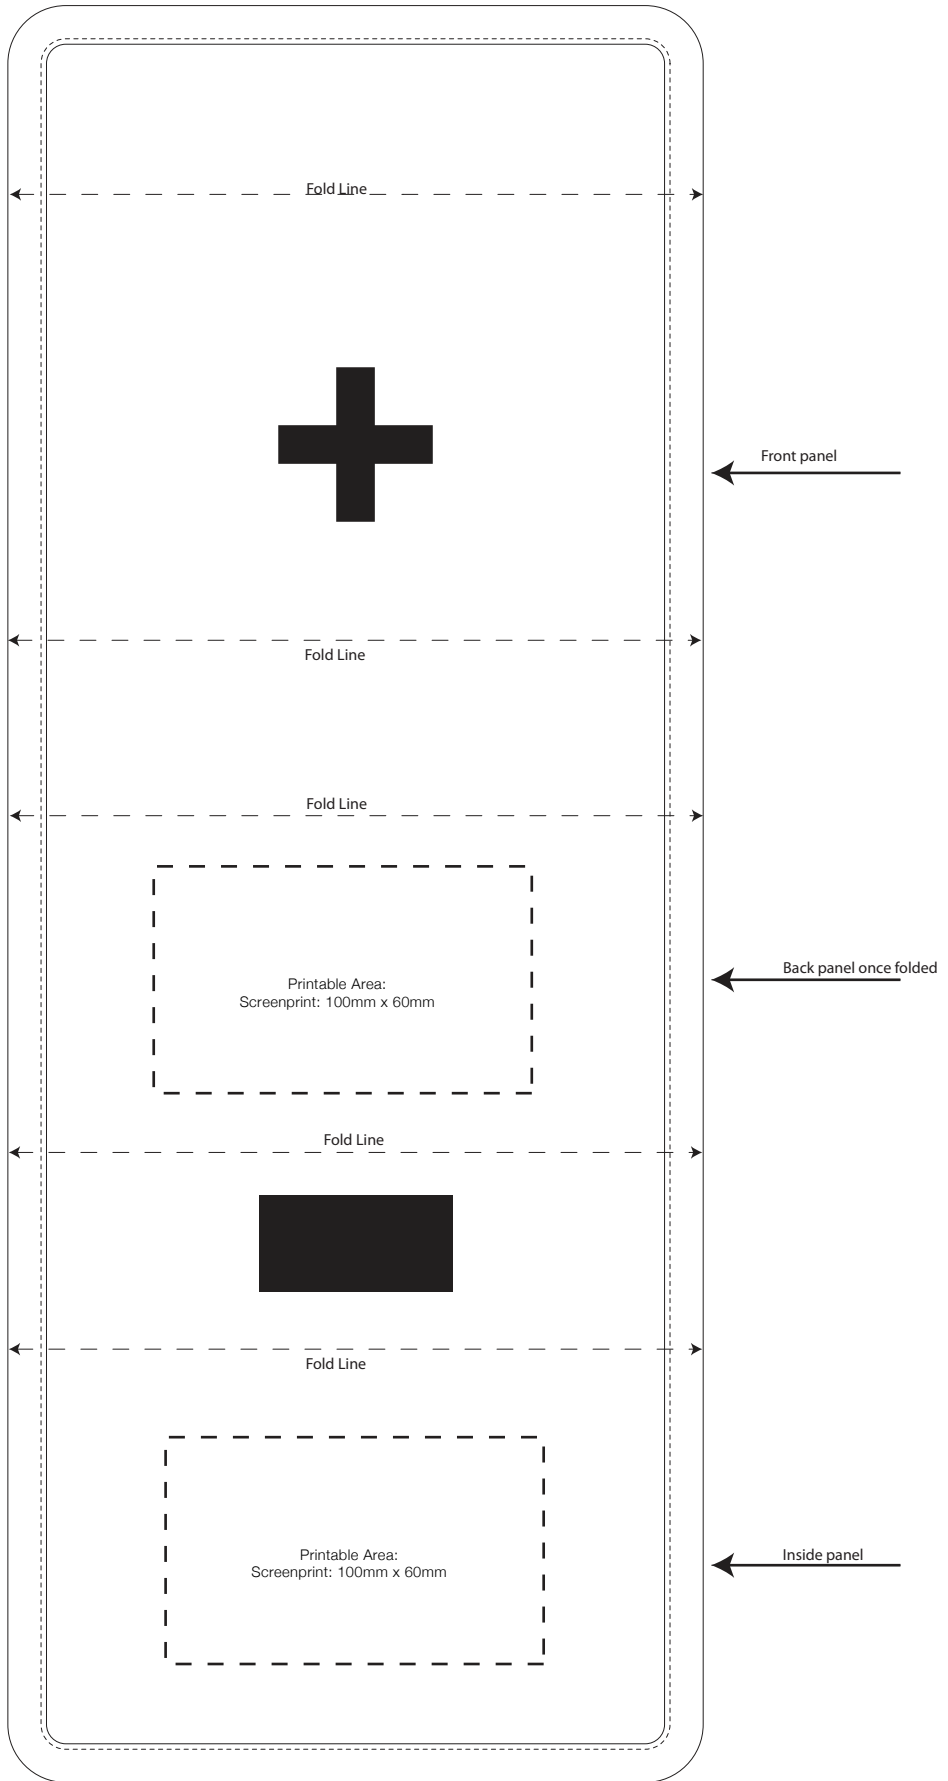 Fold Line
Front panel
Fold Line
Fold Line
Back panel once folded
Printable Area:
Screenprint: 100mm x 60mm
Fold Line
Fold Line
Printable Area:
Screenprint: 100mm x 60mm
Inside panel